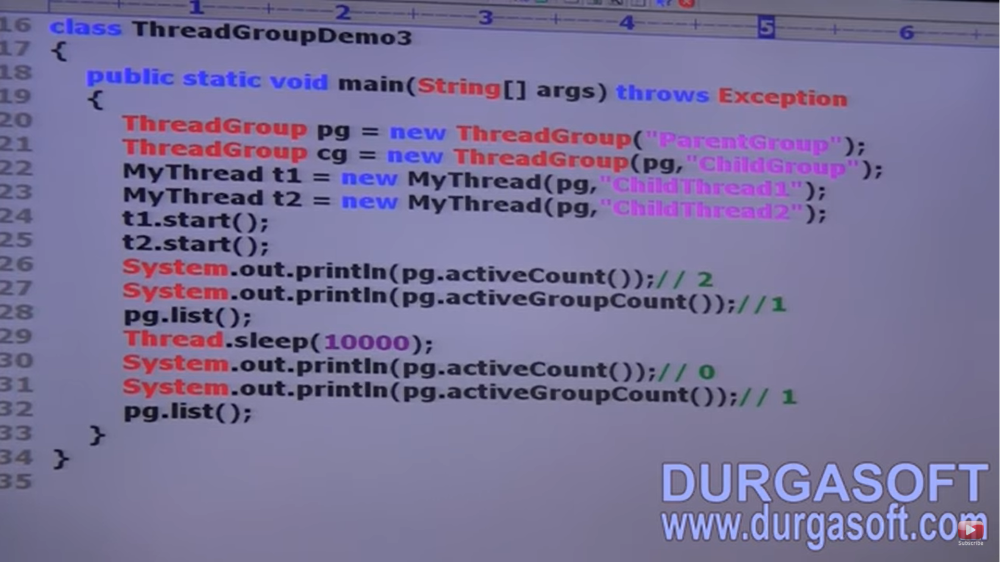 1 2 3 4 5 6
16 class ThreadGroupDemo3
17 {
18 public static void main(String[] args) throws Exception
19 {
20 ThreadGroup pg = new ThreadGroup("ParentGroup");
21 ThreadGroup cg = new ThreadGroup(pg,"ChildGroup");
22 MyThread t1 = new MyThread(pg,"ChildThread1");
23 MyThread t2 = new MyThread(pg,"ChildThread2");
24 t1.start();
25 t2.start();
26 System.out.println(pg.activeCount());// 2
27 System.out.println(pg.activeGroupCount());//1
28 pg.list();
29 Thread.sleep(10000);
30 System.out.println(pg.activeCount());// 0
31 System.out.println(pg.activeGroupCount());// 1
32 pg.list();
33 }
34 }
35
DURGASOFT
www.durgasoft.com
Subscribe